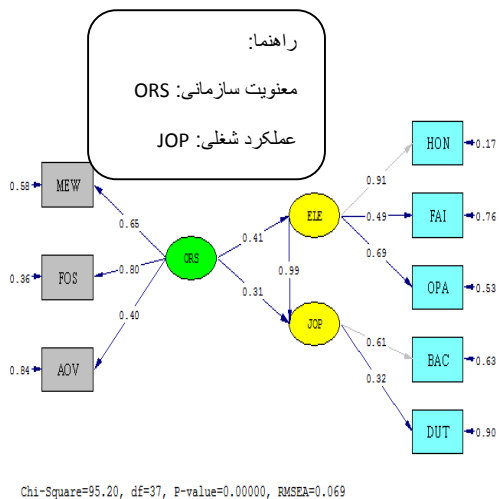 راهنما:
معنویت سازمانی: ORS
عملکرد شغلی: JOP
HON
0.17
0.58
MEW
0.91
ELE
0.49
FAI
0.76
0.65
0.41
0.69
0.36
FOS
0.80
ORS
0.99
OPA
0.53
0.31
0.40
JOP
0.61
BAC
0.63
0.84
AOV
0.32
DUT
0.90
Chi-Square=95.20, df=37, P-value=0.00000, RMSEA=0.069